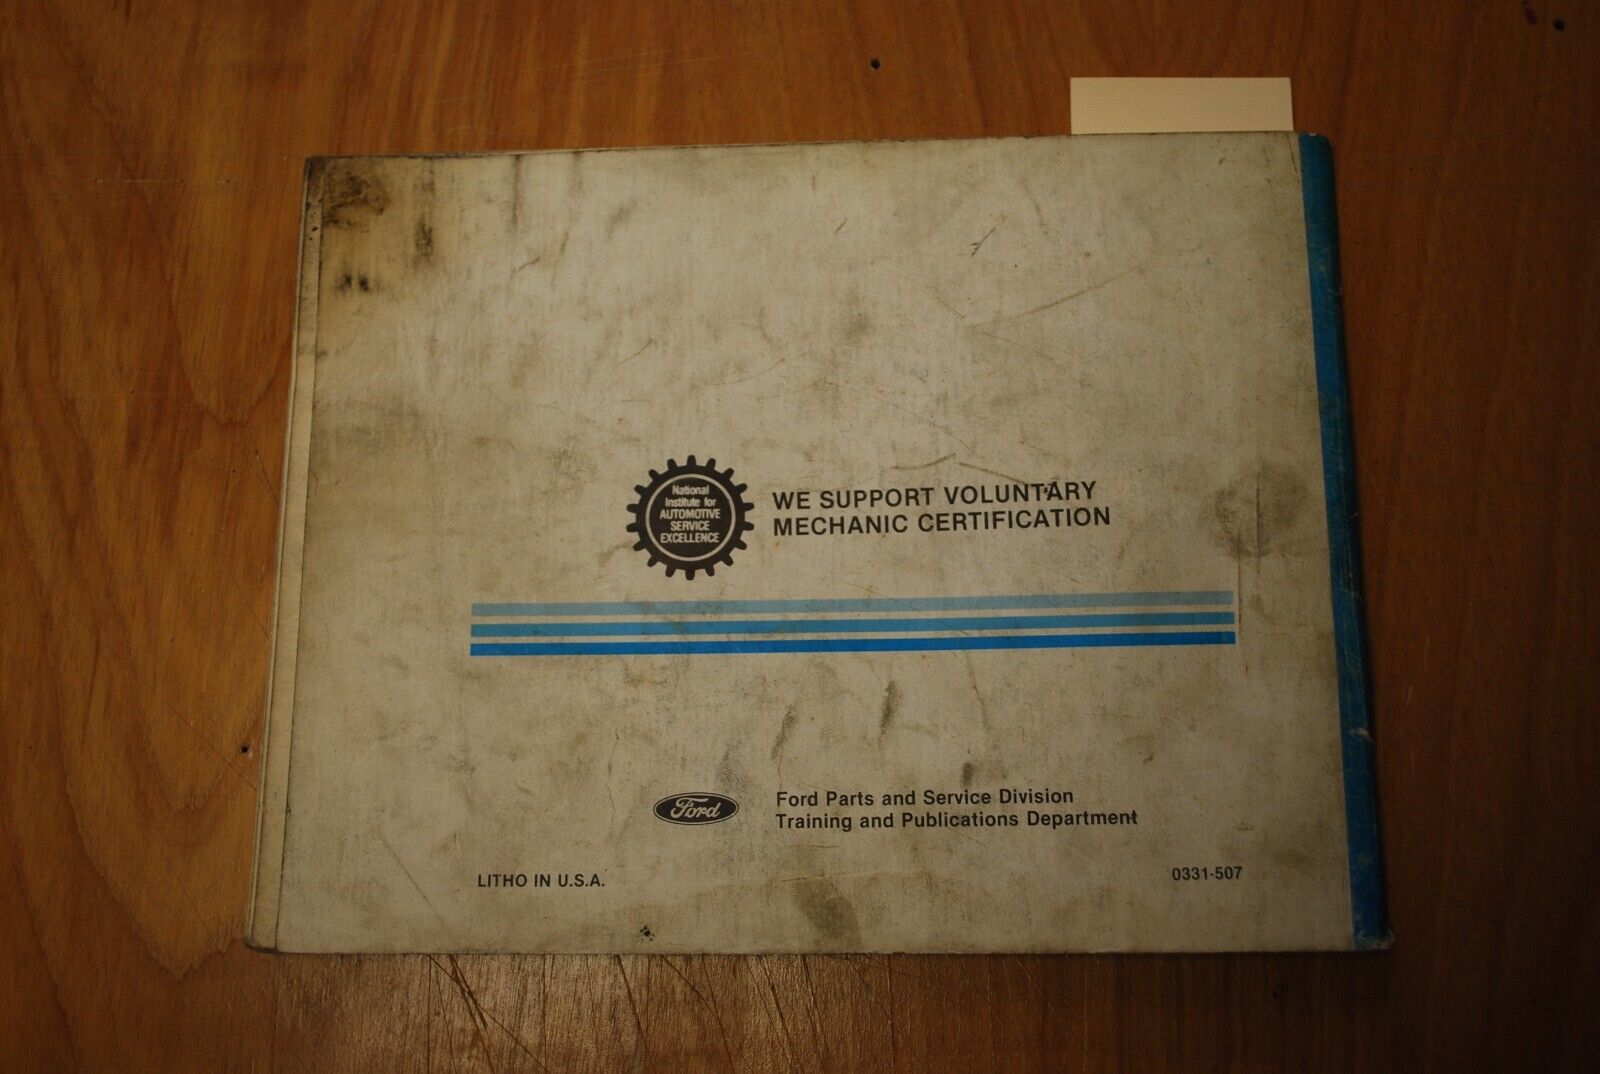 National
Institute for
AUTOMOTIVE
SERVICE
EXCELLENCE
WE SUPPORT VOLUNTARY
MECHANIC CERTIFICATION
Ford
Ford Parts and Service Division
Training and Publications Department
LITHO IN U.S.A.
0331-507